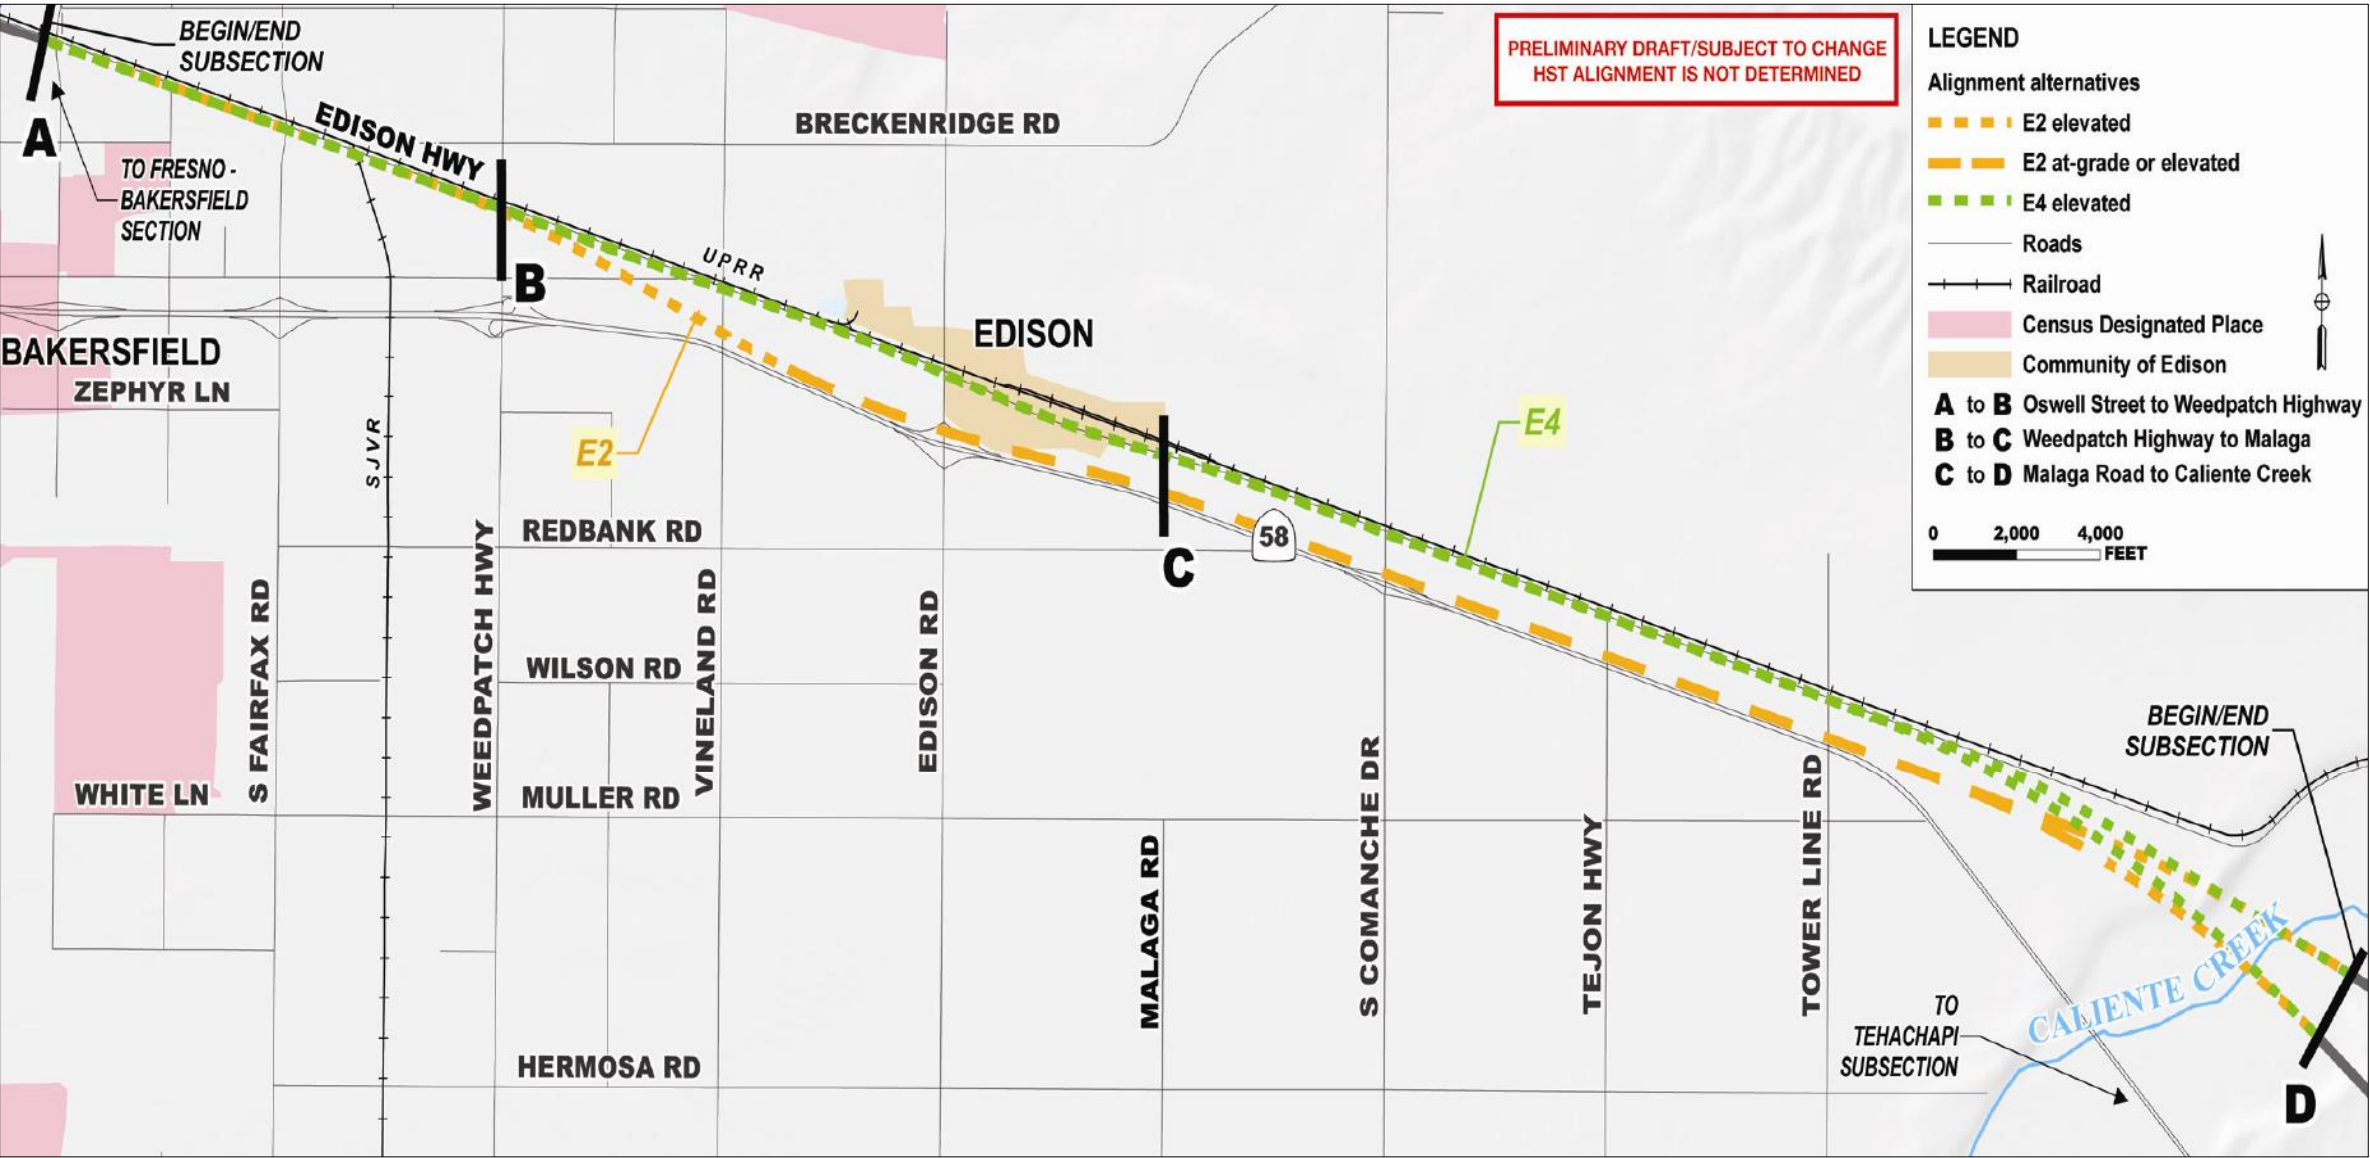 BEGIN/END
SUBSECTION
A
TO FRESNO -
BAKERSFIELD
SECTION
EDISON HWY
B
UPRR
BRECKENRIDGE RD
PRELIMINARY DRAFT/SUBJECT TO CHANGE
HST ALIGNMENT IS NOT DETERMINED
BAKERSFIELD
ZEPHYR LN
SJVR
E2
EDISON
E4
58
C
REDBANK RD
WILSON RD
MULLER RD
HERMOSA RD
WHITE LN
S FAIRFAX RD
WEEDPATCH HWY
VINELAND RD
EDISON RD
MALAGA RD
S COMANCHE DR
TEJON HWY
TOWER LINE RD
BEGIN/END
SUBSECTION
CALIENTE CREEK
TO
TEHACHAPI
SUBSECTION
D
LEGEND
Alignment alternatives
E2 elevated
E2 at-grade or elevated
E4 elevated
Roads
Railroad
Census Designated Place
Community of Edison
A to B Oswell Street to Weedpatch Highway
B to C Weedpatch Highway to Malaga
C to D Malaga Road to Caliente Creek
0 2,000 4,000
FEET